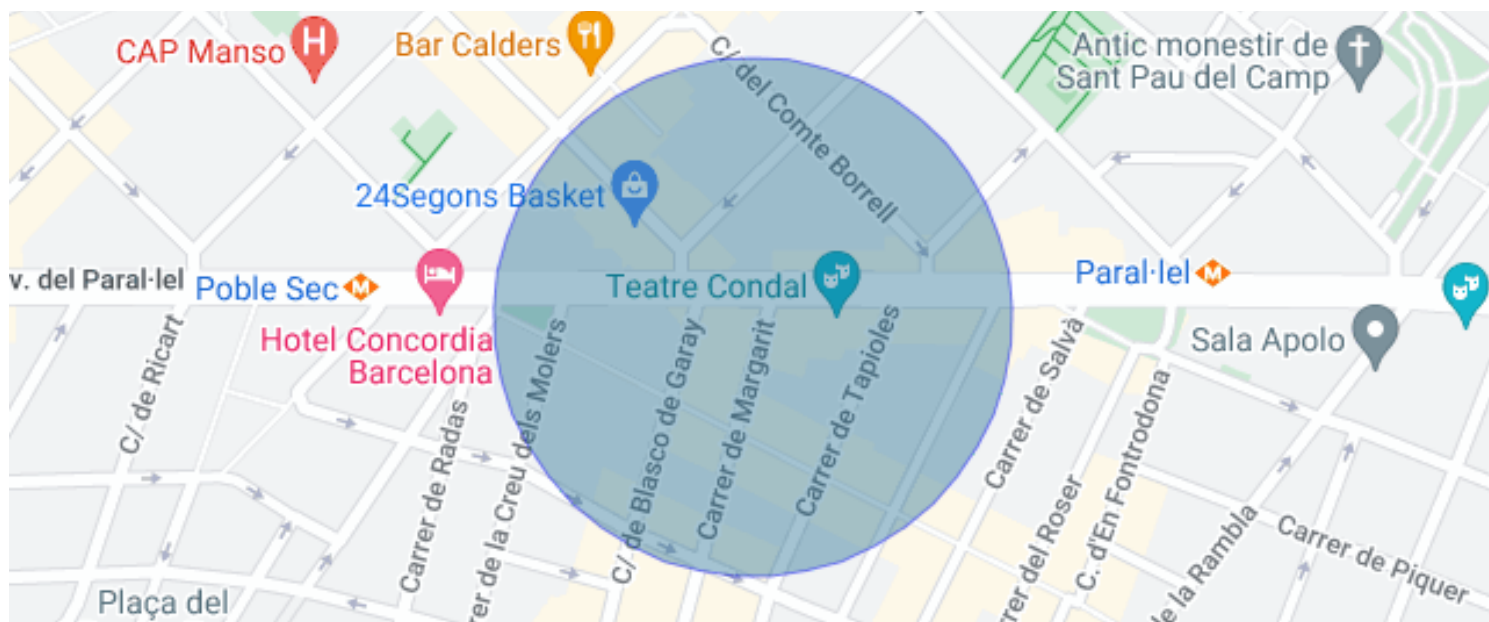 CAP Manso
Bar Calders
C/ del Comte Borrell
Antic monestir de
Sant Pau del Camp
24Segons Basket
v. del Paral·lel
Poble Sec
Teatre Condal
Paral·lel
Hotel Concordia
Barcelona
Sala Apolo
C/ de Ricart
Carrer de Radas
rer de la Creu dels Molers
C/ de Blasco de Garay
Carrer de Margarit
Carrer de Tapioles
Carrer de Salvà
rrer del Roser
C. d'En Fontrodona
de la Rambla
Carrer de Piquer
Plaça del